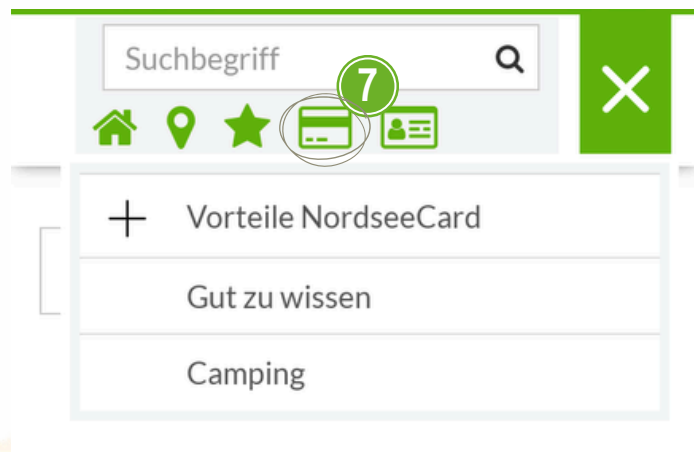 Suchbegriff
7
Vorteile NordseeCard
Gut zu wissen
Camping